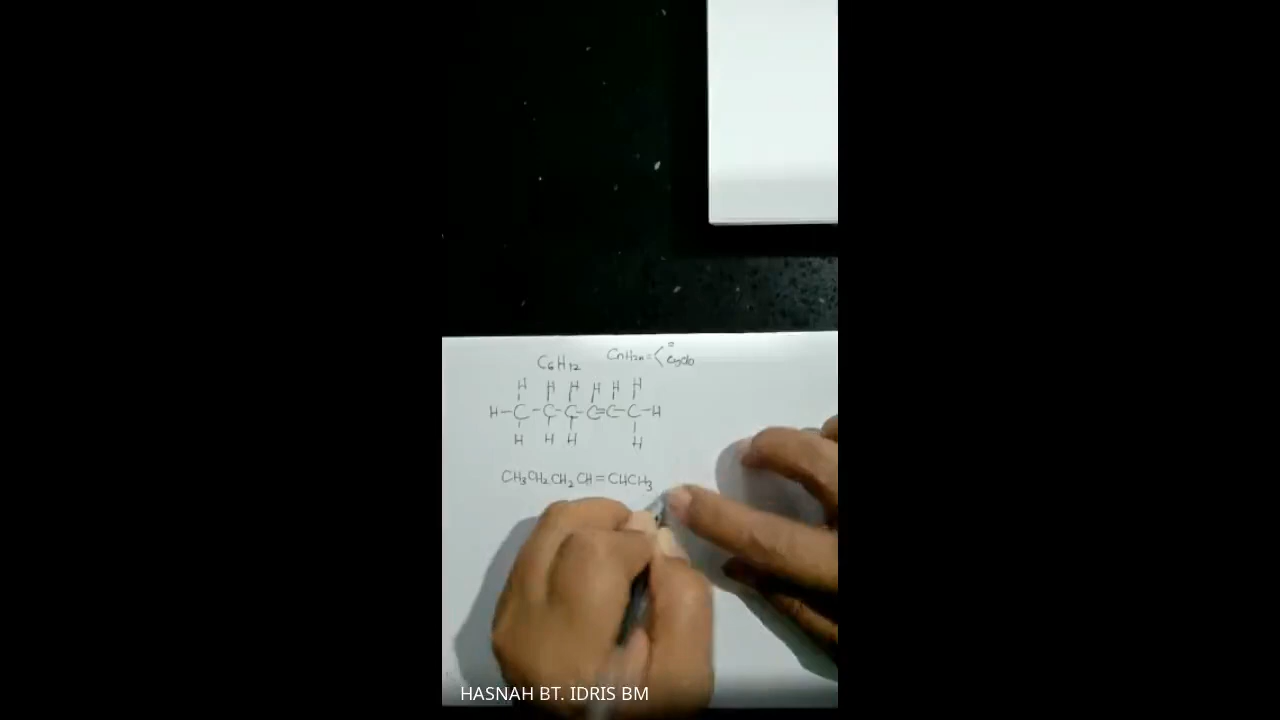 C₆H₁₂ CnH2n = < cyclo
H H H H H H
H-C-C-C-C=C-C-H
H H H H
CH₃CH₂CH₂CH=CHCH₃
HASNAH BT. IDRIS BM